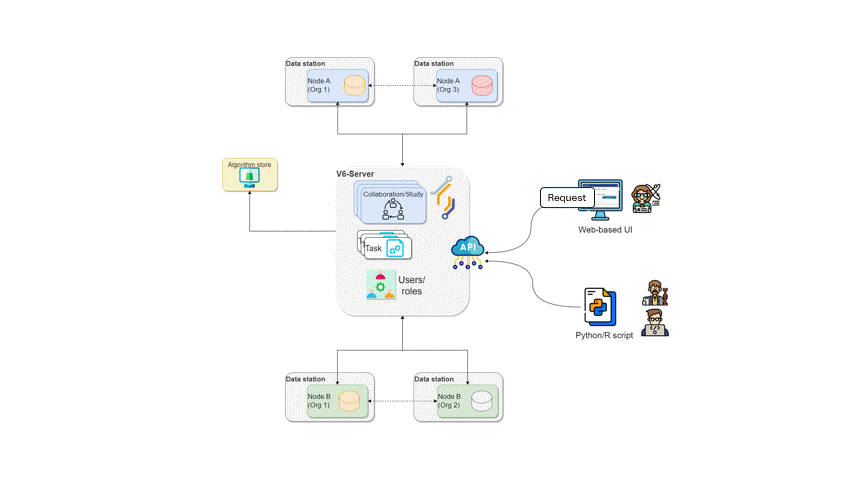 Data station
Node A
(Org 1)
Data station
Node A
(Org 3)
Algorithm store
V6-Server
Collaboration/Study
Task
Users/
roles
API
Request
Web-based UI
Python/R script
Data station
Node B
(Org 1)
Data station
Node B
(Org 2)